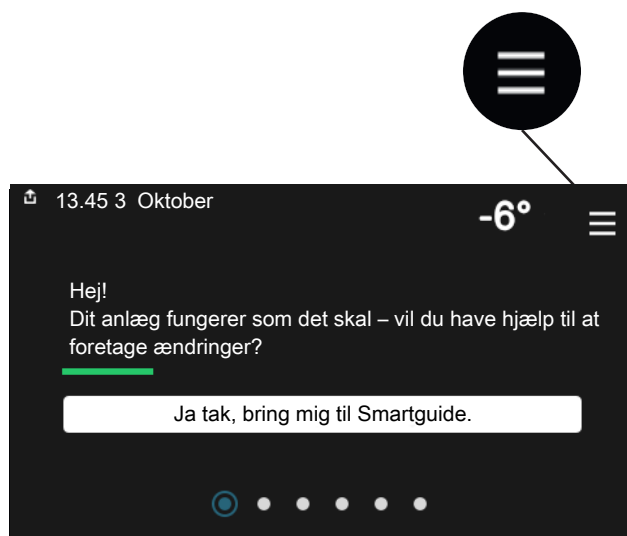 13.45 3 Oktober
-6°
Hej!
Dit anlæg fungerer som det skal – vil du have hjælp til at
foretage ændringer?
Ja tak, bring mig til Smartguide.